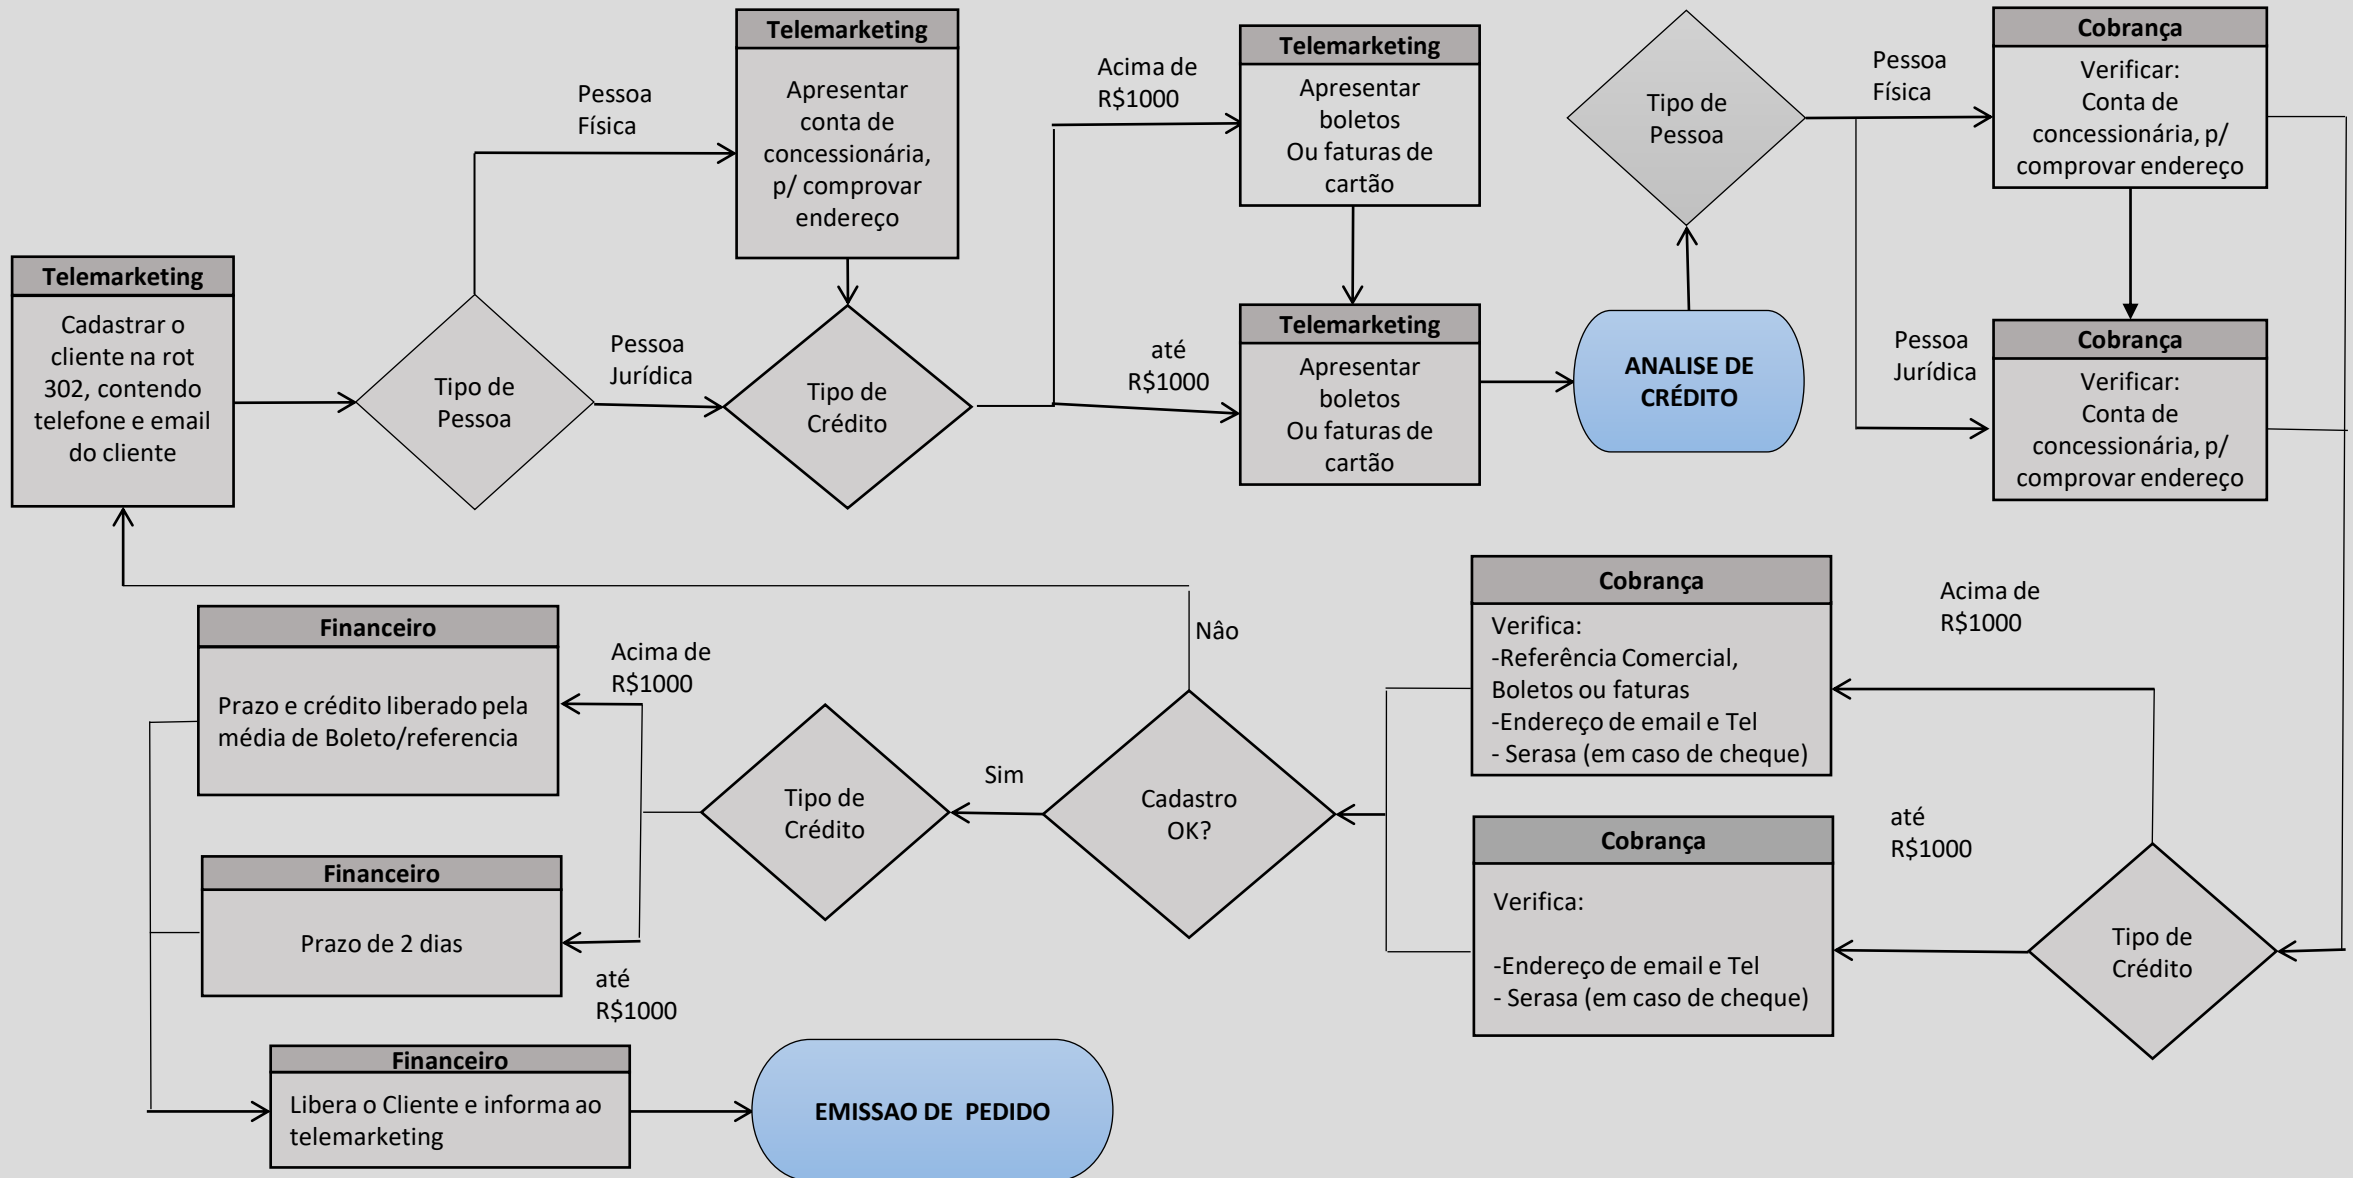 Telemarketing
Cadastrar o
cliente na rot
302, contendo
telefone e email
do cliente
Tipo de
Pessoa
Pessoa
Física
Pessoa
Jurídica
Telemarketing
Apresentar
conta de
concessionária,
p/ comprovar
endereço
Tipo de
Crédito
Acima de
R$1000
até
R$1000
Telemarketing
Apresentar
boletos
Ou faturas de
cartão
Telemarketing
Apresentar
boletos
Ou faturas de
cartão
ANALISE DE
CRÉDITO
Tipo de
Pessoa
Pessoa
Física
Pessoa
Jurídica
Cobrança
Verificar:
Conta de
concessionária, p/
comprovar endereço
Cobrança
Verificar:
Conta de
concessionária, p/
comprovar endereço
Tipo de
Crédito
Acima de
R$1000
até
R$1000
Cobrança
Verifica:
-Referência Comercial,
Boletos ou faturas
-Endereço de email e Tel
- Serasa (em caso de cheque)
Cobrança
Verifica:
-Endereço de email e Tel
- Serasa (em caso de cheque)
Cadastro
OK?
Nâo
Sim
Tipo de
Crédito
Acima de
R$1000
até
R$1000
Financeiro
Prazo e crédito liberado pela
média de Boleto/referencia
Financeiro
Prazo de 2 dias
Financeiro
Libera o Cliente e informa ao
telemarketing
EMISSAO DE PEDIDO